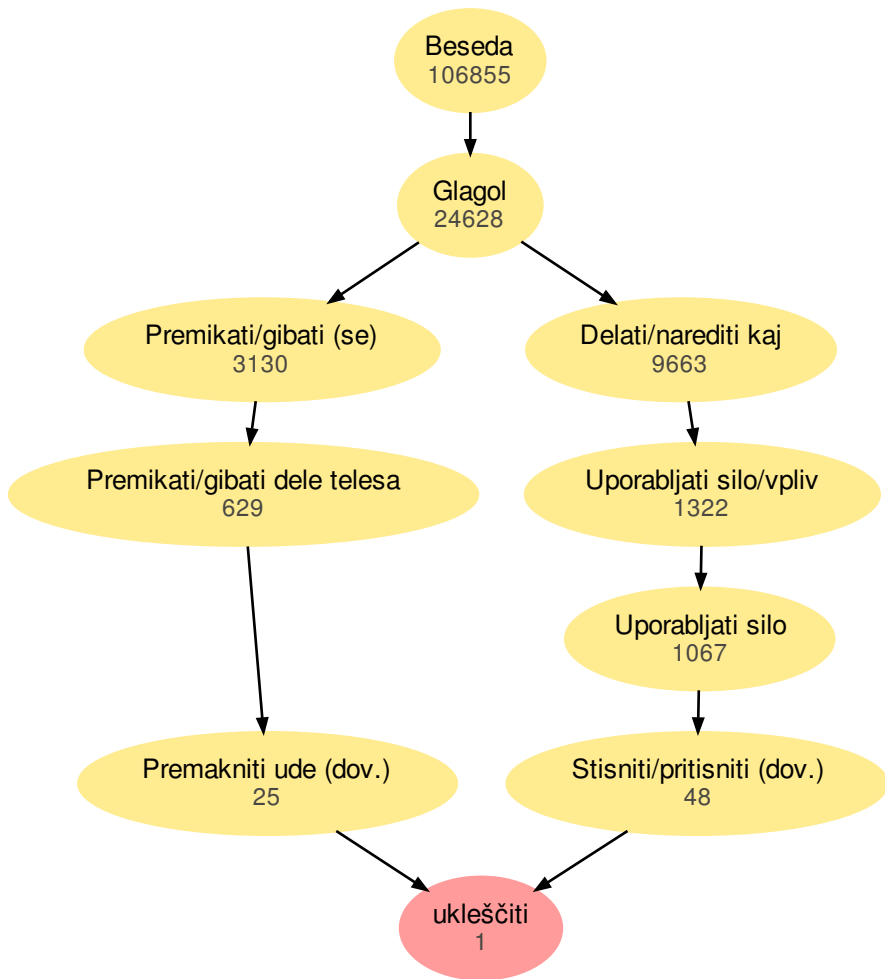 Beseda
106855
Glagol
24628
Premikati/gibati (se)
3130
Delati/narediti kaj
9663
Premikati/gibati dele telesa
629
Uporabljati silo/vpliv
1322
Uporabljati silo
1067
Premakniti ude (dov.)
25
Stisniti/pritisniti (dov.)
48
ukleščiti
1